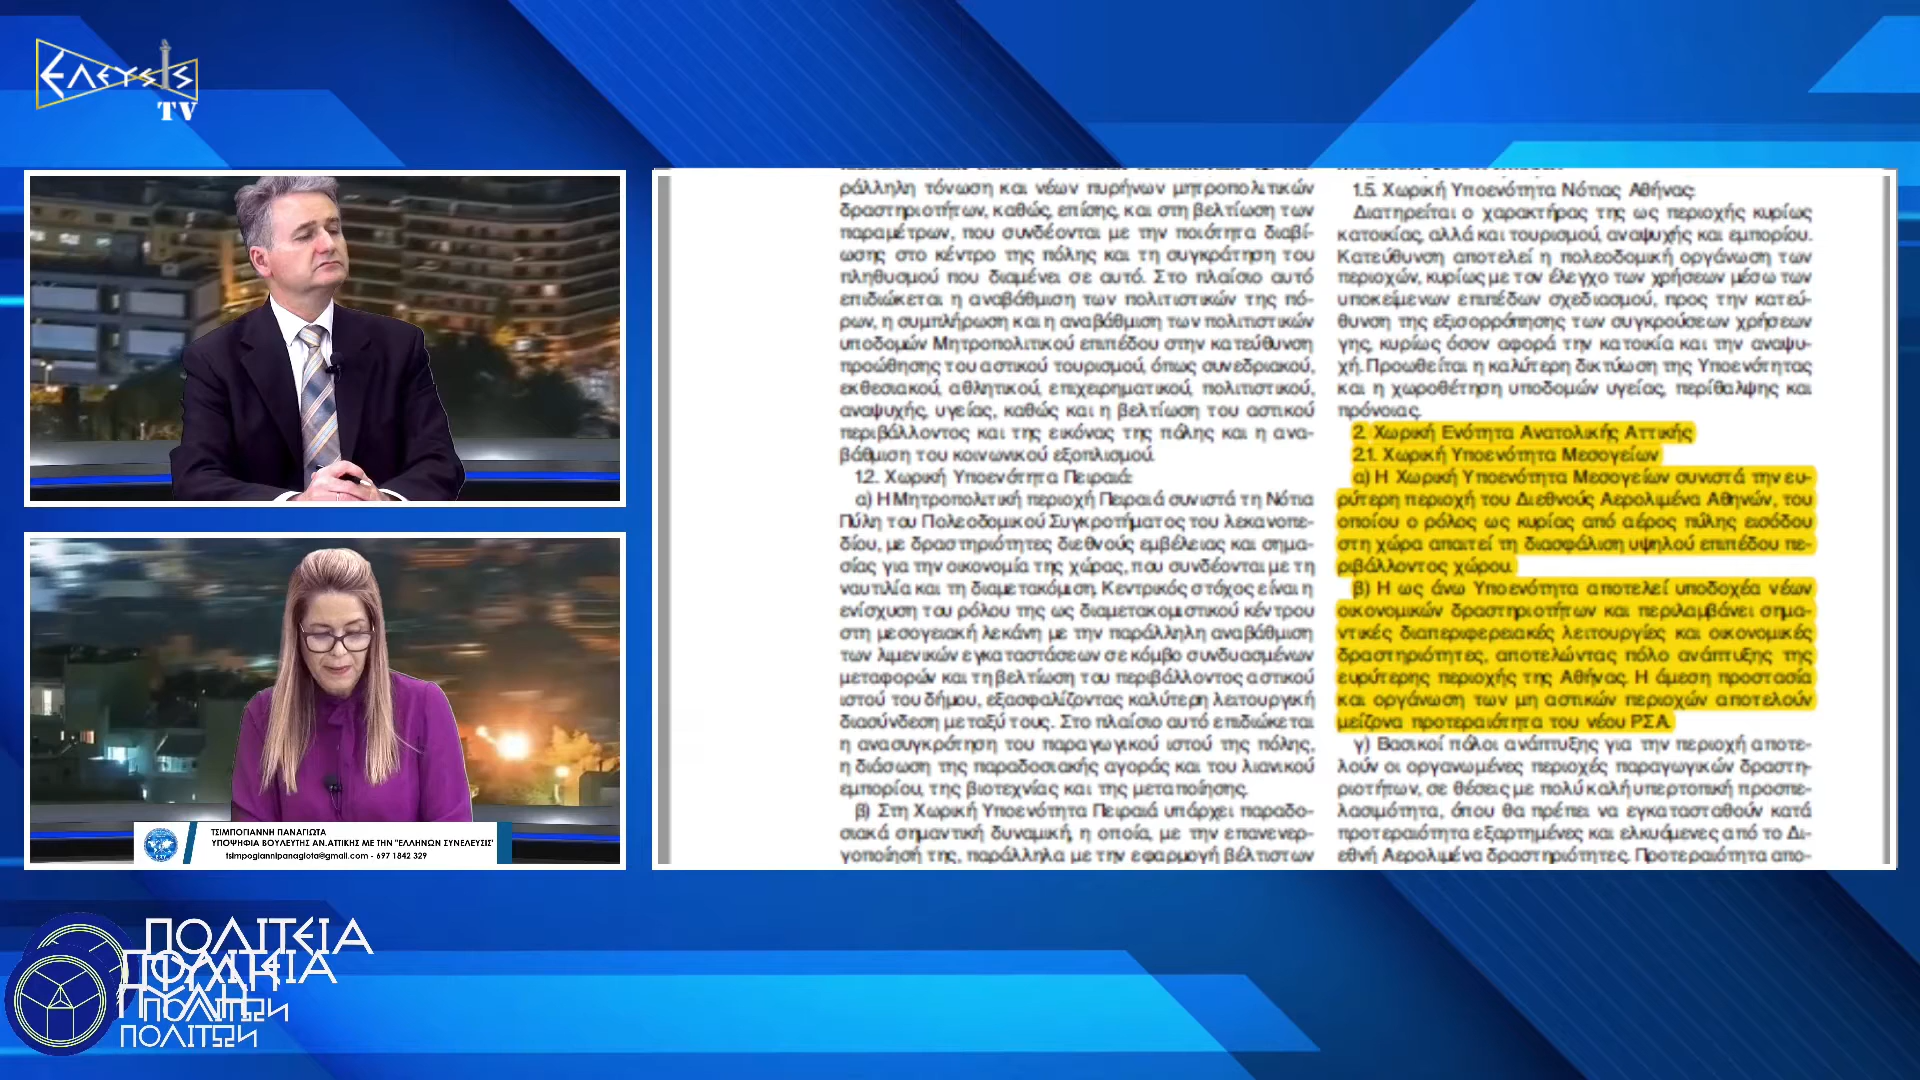 ΕΛΕΥΣΙΣ
TV
ράλληλη τόνωση και νέων πυρήνων μητροπολιτικών
δραστηριοτήτων, καθώς, επίσης, και στη βελτίωση των
παραμέτρων, που συνδέονται με την ποιότητα διαβί-
ωσης στο κέντρο της πόλης και τη συγκράτηση του
πληθυσμού που διαμένει σε αυτό. Στο πλαίσιο αυτό
επιδιώκεται η αναβάθμιση των πολιτιστικών της πό-
ρων, η συμπλήρωση και η αναβάθμιση των πολιτιστικών
υποδομών Μητροπολιτικού επιπέδου στην κατεύθυνση
προώθησης του αστικού τουρισμού, όπως συνεδριακού,
εκθεσιακού, αθλητικού, επιχειρηματικού, πολιτιστικού,
αναψυχής, υγείας, καθώς και η βελτίωση του αστικού
περιβάλλοντος και της εικόνας της πόλης και η ανα-
βάθμιση του κοινωνικού εξοπλισμού.
1.2. Χωρική Υποενότητα Πειραιά:
α) Η Μητροπολιτική περιοχή Πειραιά συνιστά τη Νότια
Πύλη του Πολεοδομικού Συγκροτήματος του λεκανοπε-
δίου, με δραστηριότητες διεθνούς εμβέλειας και σημα-
σίας για την οικονομία της χώρας, που συνδέονται με τη
ναυτιλία και τη διαμετακόμιση. Κεντρικός στόχος είναι η
ενίσχυση του ρόλου της ως διαμετακομιστικού κέντρου
στη μεσογειακή λεκάνη με την παράλληλη αναβάθμιση
των λιμενικών εγκαταστάσεων σε κόμβο συνδυασμένων
μεταφορών και τη βελτίωση του περιβάλλοντος αστικού
ιστού του δήμου, εξασφαλίζοντας καλύτερη λειτουργική
διασύνδεση μεταξύ τους. Στο πλαίσιο αυτό επιδιώκεται
η ανασυγκρότηση του παραγωγικού ιστού της πόλης,
η διάσωση της παραδοσιακής αγοράς και του λιανικού
εμπορίου, της βιοτεχνίας και της μεταποίησης.
β) Στη Χωρική Υποενότητα Πειραιά υπάρχει παραδο-
σιακά σημαντική δυναμική, η οποία, με την επανενερ-
γοποίησή της, παράλληλα με την εφαρμογή βέλτιστων
1.5. Χωρική Υποενότητα Νότιας Αθήνας:
Διατηρείται ο χαρακτήρας της ως περιοχής κυρίως
κατοικίας, αλλά και τουρισμού, αναψυχής και εμπορίου.
Κατεύθυνση αποτελεί η πολεοδομική οργάνωση των
περιοχών, κυρίως με τον έλεγχο των χρήσεων μέσω των
υποκείμενων επιπέδων σχεδιασμού, προς την κατεύ-
θυνση της εξισορρόπησης των συγκρούσεων χρήσεων
γης, κυρίως όσον αφορά την κατοικία και την αναψυ-
χή. Προωθείται η καλύτερη δικτύωση της Υποενότητας
και η χωροθέτηση υποδομών υγείας, περίθαλψης και
πρόνοιας.
2. Χωρική Ενότητα Ανατολικής Αττικής
2.1. Χωρική Υποενότητα Μεσογείων
α) Η Χωρική Υποενότητα Μεσογείων συνιστά την ευ-
ρύτερη περιοχή του Διεθνούς Αερολιμένα Αθηνών, του
οποίου ο ρόλος ως κυρίας από αέρος πύλης εισόδου
στη χώρα απαιτεί τη διασφάλιση υψηλού επιπέδου πε-
ριβάλλοντος χώρου.
β) Η ως άνω Υποενότητα αποτελεί υποδοχέα νέων
οικονομικών δραστηριοτήτων και περιλαμβάνει σημα-
ντικές διαπεριφερειακές λειτουργίες και οικονομικές
δραστηριότητες, αποτελώντας πόλο ανάπτυξης της
ευρύτερης περιοχής της Αθήνας. Η άμεση προστασία
και οργάνωση των μη αστικών περιοχών αποτελούν
μείζονα προτεραιότητα του νέου ΡΣΑ.
γ) Βασικοί πόλοι ανάπτυξης για την περιοχή αποτε-
λούν οι οργανωμένες περιοχές παραγωγικών δραστη-
ριοτήτων, σε θέσεις με πολύ καλή υπερτοπική προσπε-
λασιμότητα, όπου θα πρέπει να εγκατασταθούν κατά
προτεραιότητα εξαρτημένες και ελκυόμενες από το Δι-
εθνή Αερολιμένα δραστηριότητες. Προτεραιότητα απο-
ΤΣΙΜΠΟΓΙΑΝΝΗ ΠΑΝΑΓΙΩΤΑ
ΥΠΟΨΗΦΙΑ ΒΟΥΛΕΥΤΗΣ ΑΝ.ΑΤΤΙΚΗΣ ΜΕ ΤΗΝ "ΕΛΛΗΝΩΝ ΣΥΝΕΛΕΥΣΙΣ"
tsimpogiannipanagiota@gmail.com - 697 1842 329
ΠΟΛΙΤΕΙΑ
ΠΟΛΙΤΕΙΑ
ΠΥΛΗ
ΠΟΛΙΤΩΝ
ΠΟΛΙΤΩΝ